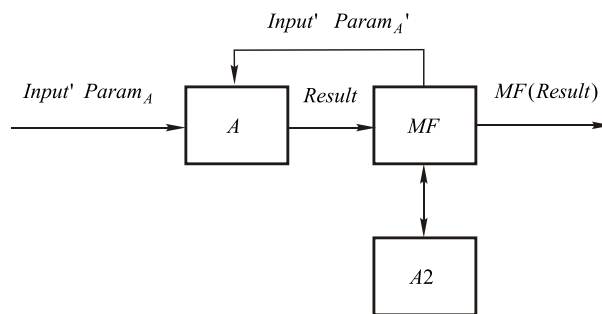 Input' Param_A'
Input' Param_A
Result
MF(Result)
A
MF
A2